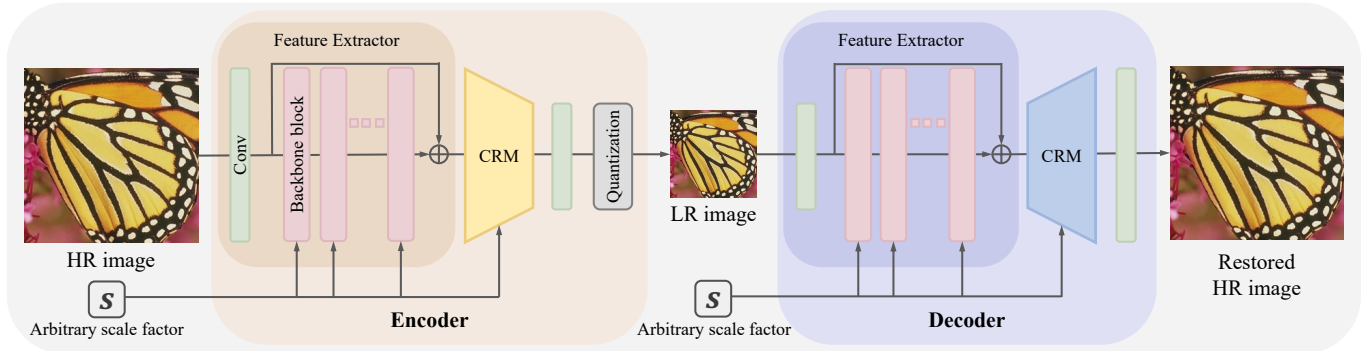 Feature Extractor
Conv
Backbone block
CRM
Quantization
HR image
S
Arbitrary scale factor
Encoder
LR image
Feature Extractor
CRM
S
Arbitrary scale factor
Decoder
Restored
HR image